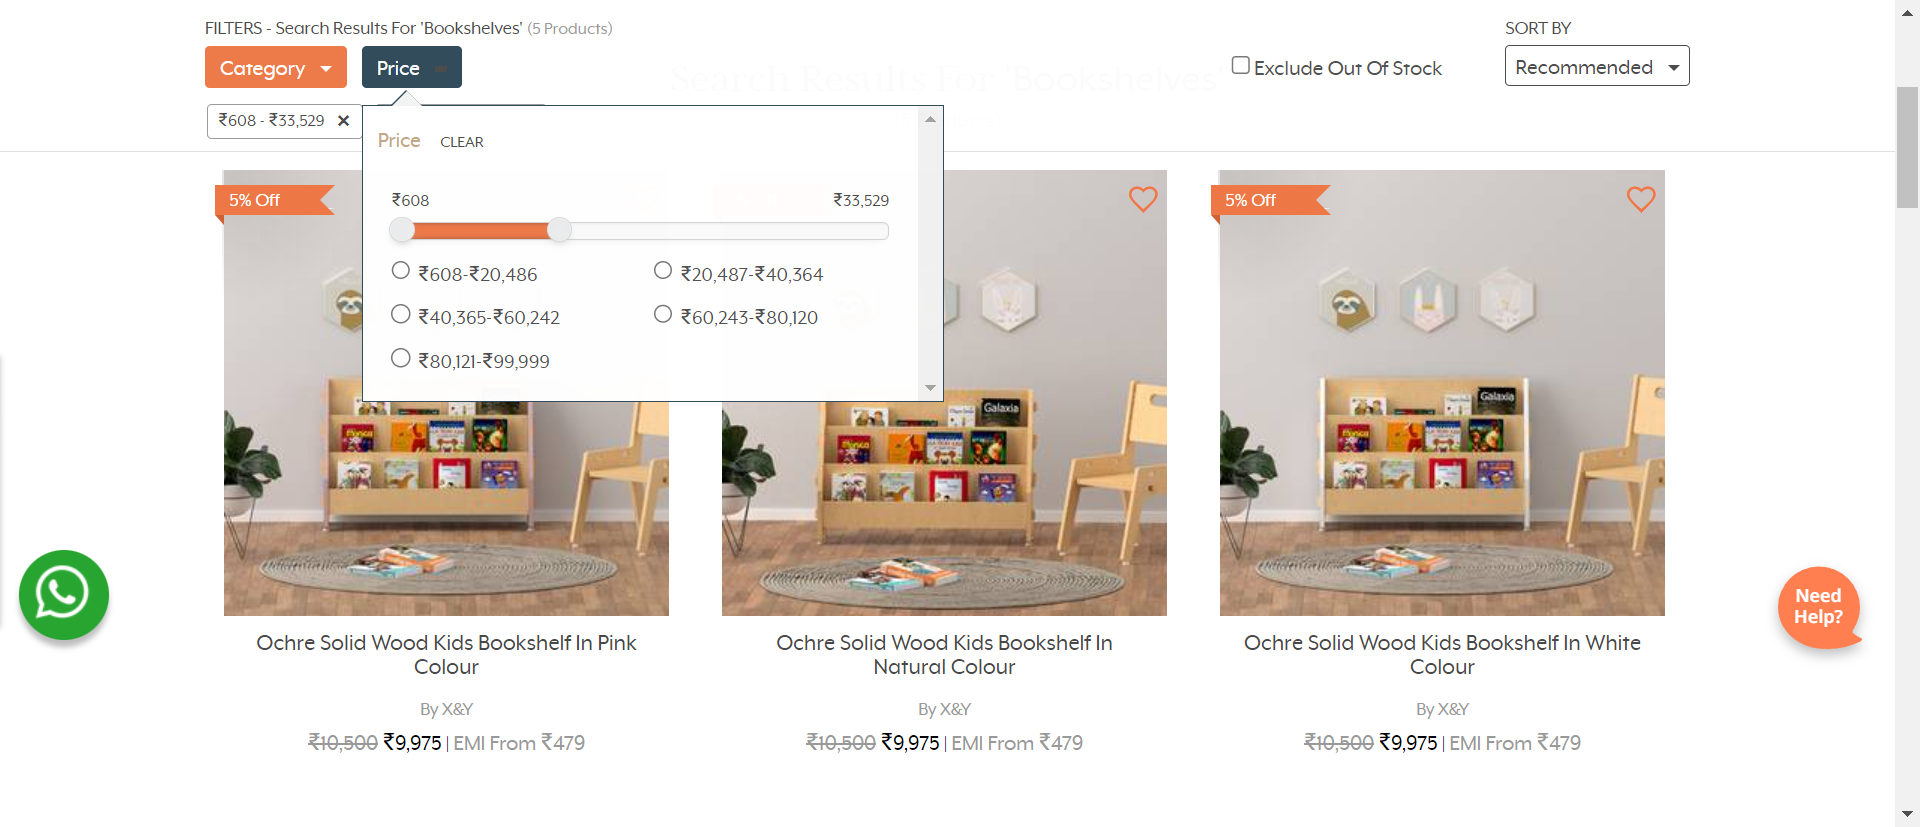 FILTERS - Search Results For 'Bookshelves' (5 Products)
SORT BY
Category
Price
Search Results For 'Bookshelves'
Exclude Out Of Stock
Recommended
₹608 - ₹33,529 ×
Price CLEAR
₹608 ₹33,529
₹608-₹20,486 ₹20,487-₹40,364
₹40,365-₹60,242 ₹60,243-₹80,120
₹80,121-₹99,999
5% Off
5% Off
Galaxia
Galaxia
Need
Help?
Ochre Solid Wood Kids Bookshelf In Pink
Colour
By X&Y
₹10,500 ₹9,975 | EMI From ₹479
Ochre Solid Wood Kids Bookshelf In
Natural Colour
By X&Y
₹10,500 ₹9,975 | EMI From ₹479
Ochre Solid Wood Kids Bookshelf In White
Colour
By X&Y
₹10,500 ₹9,975 | EMI From ₹479